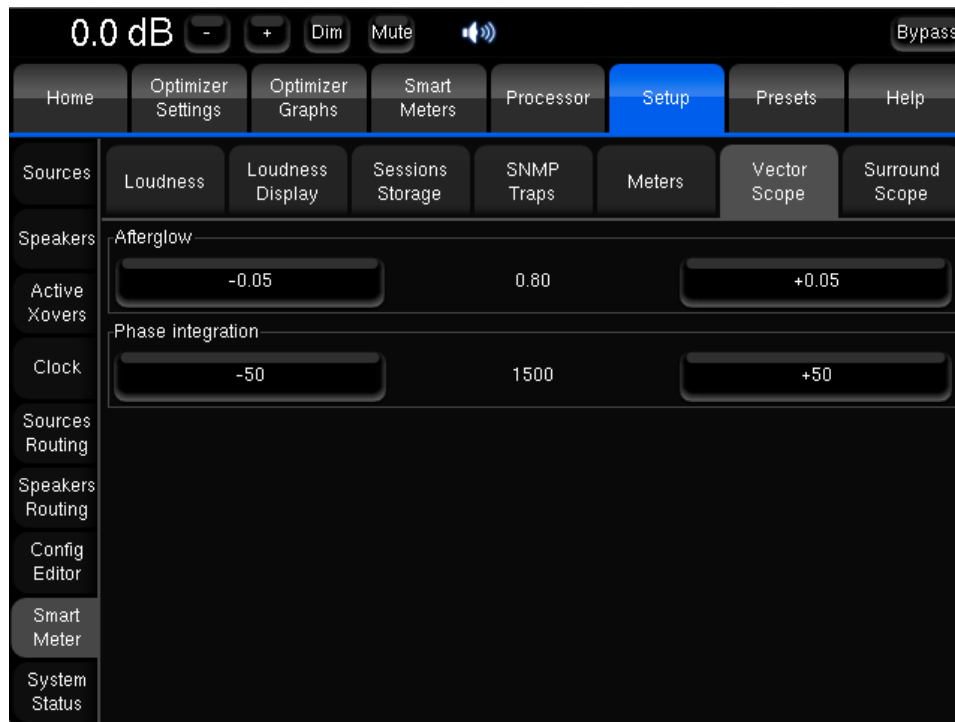 0.0 dB - + Dim Mute Bypass
Home Optimizer Settings Optimizer Graphs Smart Meters Processor Setup Presets Help
Sources
Speakers
Active Xovers
Clock
Sources Routing
Speakers Routing
Config Editor
Smart Meter
System Status
Loudness Loudness Display Sessions Storage SNMP Traps Meters Vector Scope Surround Scope
Afterglow
-0.05 0.80 +0.05
Phase integration
-50 1500 +50